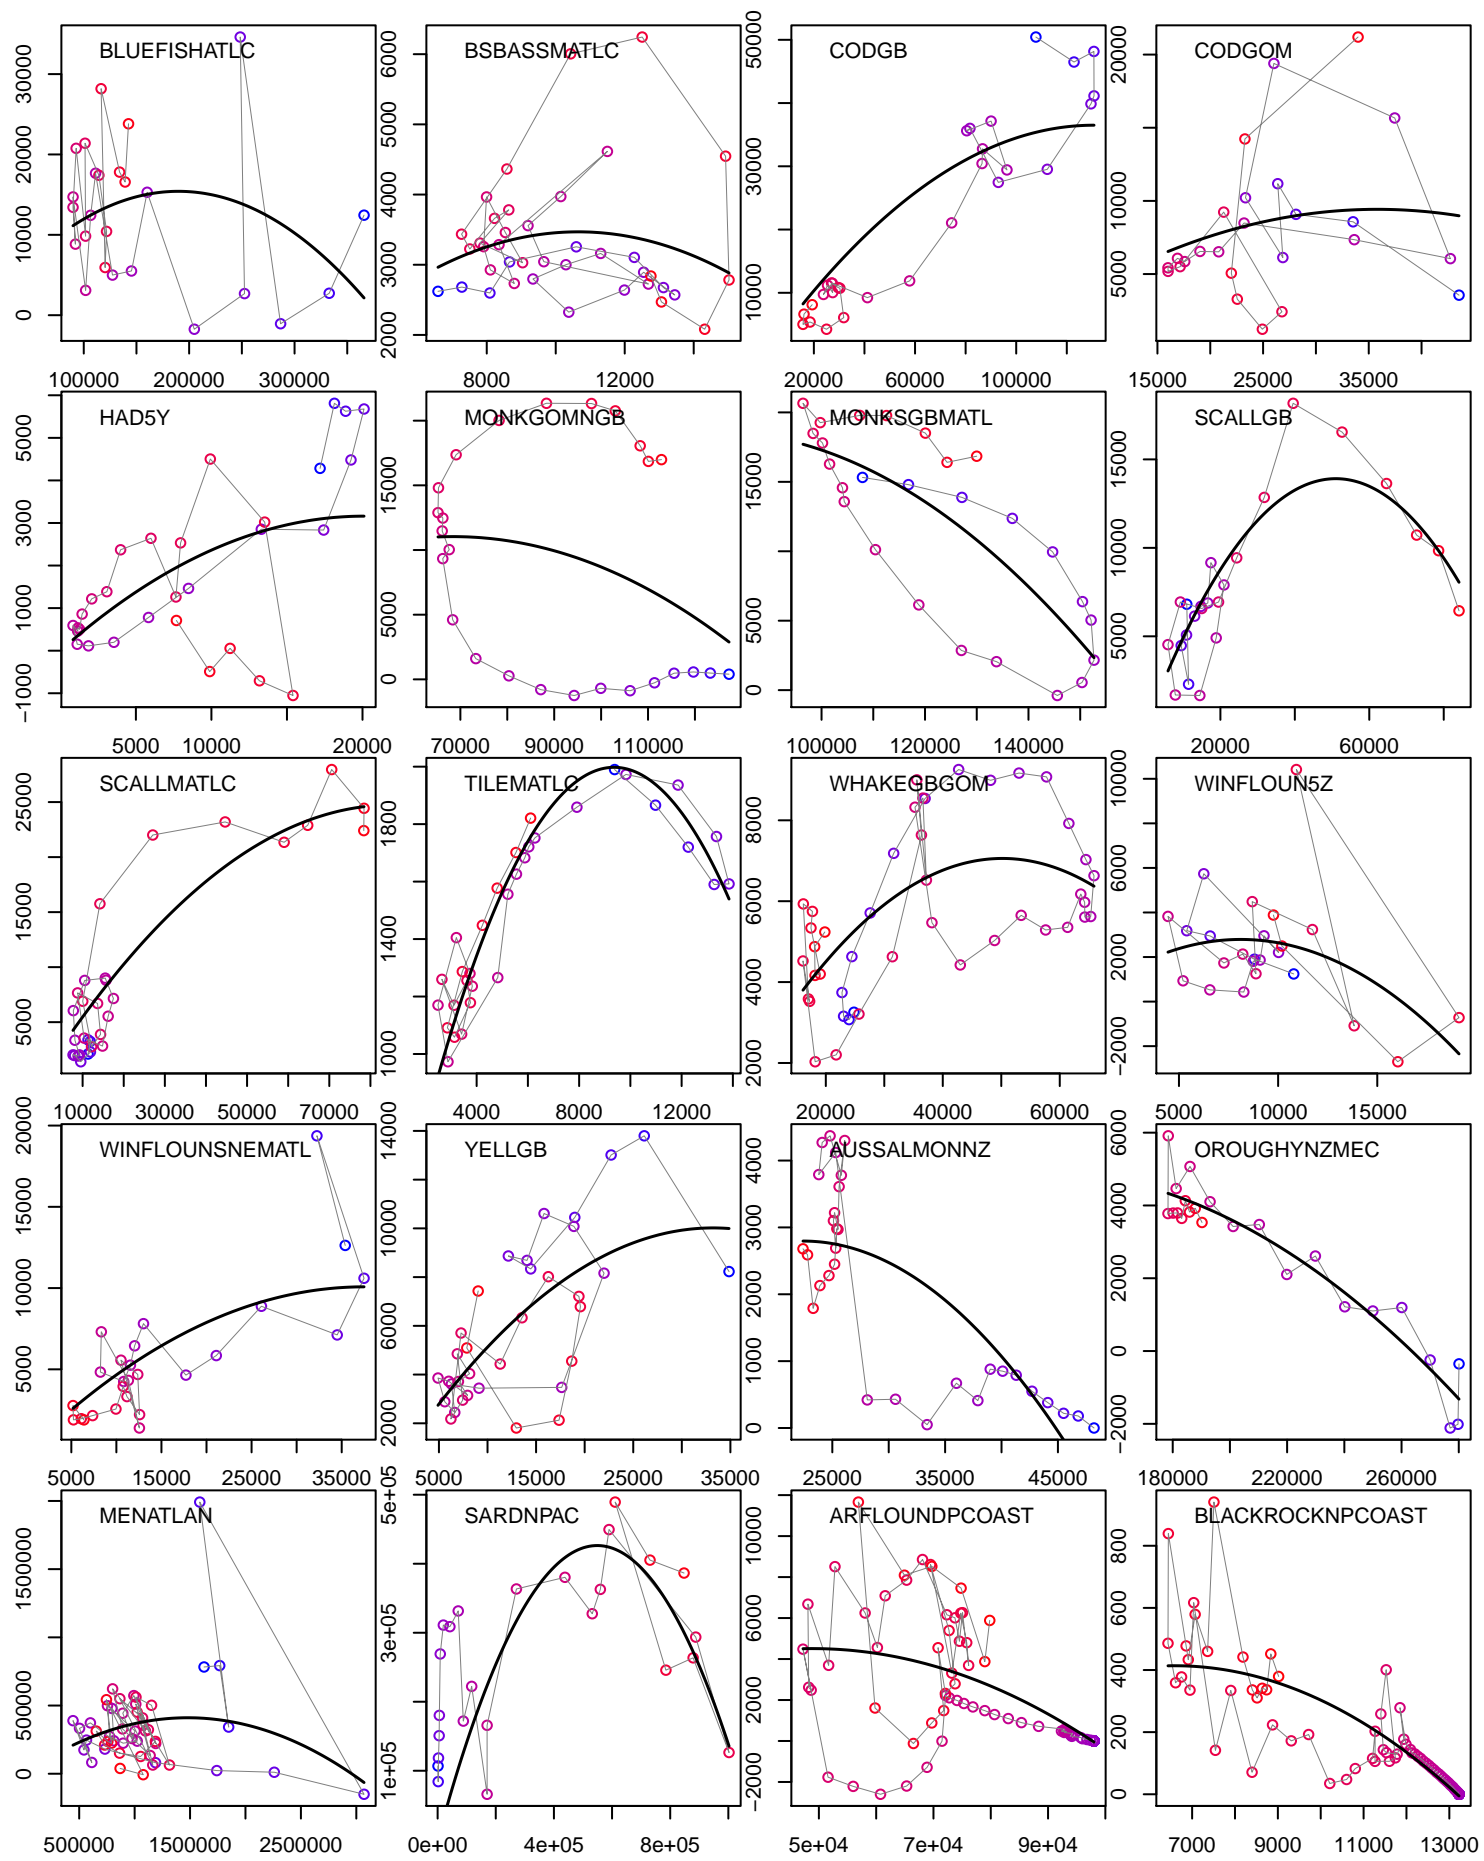 BLUEFISHATLC
0 10000 20000 30000
100000 200000 300000
BSBASSMATLC
2000 3000 4000 5000 6000
8000 12000
CODGB
10000 30000 50000
20000 60000 100000
CODGOM
5000 10000 20000
15000 25000 35000
HAD5Y
−1000 1000 3000 5000
5000 10000 20000
MONKGOMNGB
0 5000 15000
70000 90000 110000
MONKSGBMATL
0 5000 15000
100000 120000 140000
SCALLGB
5000 10000 15000
20000 60000
SCALLMATLC
5000 15000 25000
10000 30000 50000 70000
TILEMATLC
1000 1400 1800
4000 8000 12000
WHAKEGBGOM
2000 4000 6000 8000
20000 40000 60000
WINFLOUN5Z
−2000 2000 6000 10000
5000 10000 15000
WINFLOUNSNEMATL
5000 10000 15000 20000
5000 15000 25000 35000
YELLGB
2000 6000 10000 14000
5000 15000 25000 35000
AUSSALMONNZ
0 1000 2000 3000 4000
25000 35000 45000
OROUGHYNZMEC
−2000 0 2000 4000 6000
180000 220000 260000
MENATLAN
0 500000 1500000
500000 1500000 2500000
SARDNPAC
1e+05 3e+05 5e+05
0e+00 4e+05 8e+05
ARFLOUNDPCOAST
−2000 2000 6000 10000
5e+04 7e+04 9e+04
BLACKROCKNPCOAST
0 200 400 600 800
7000 9000 11000 13000